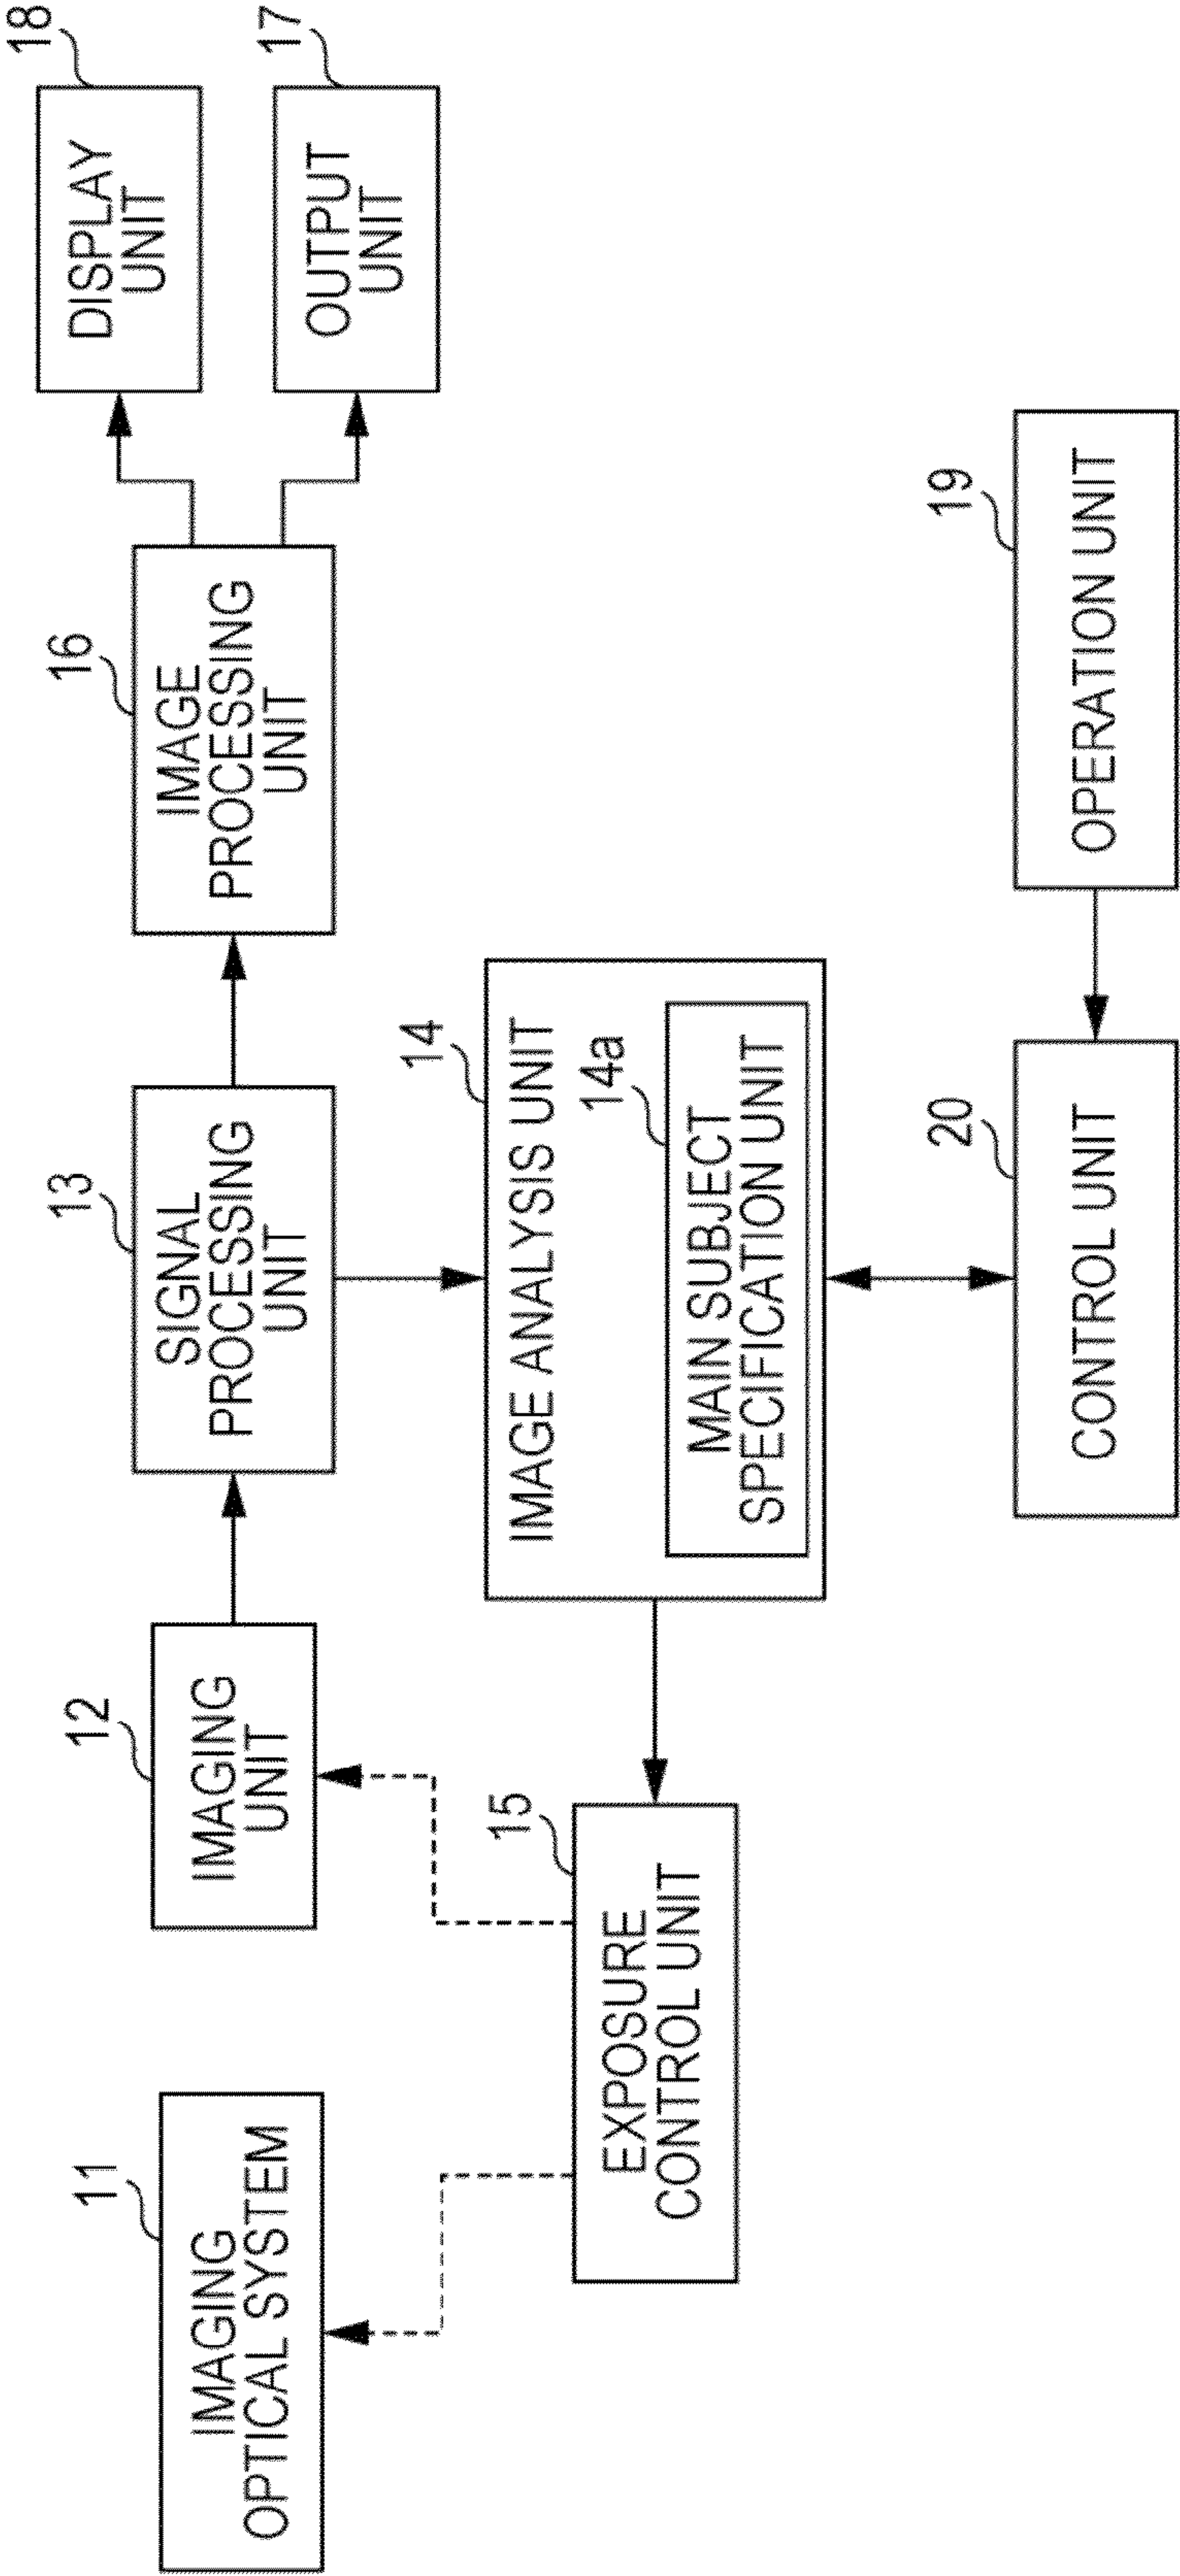 11
IMAGING
OPTICAL SYSTEM
12
IMAGING
UNIT
13
SIGNAL
PROCESSING
UNIT
16
IMAGE
PROCESSING
UNIT
18
DISPLAY
UNIT
17
OUTPUT
UNIT
15
EXPOSURE
CONTROL UNIT
14
IMAGE ANALYSIS UNIT
14a
MAIN SUBJECT
SPECIFICATION UNIT
20
CONTROL UNIT
19
OPERATION UNIT